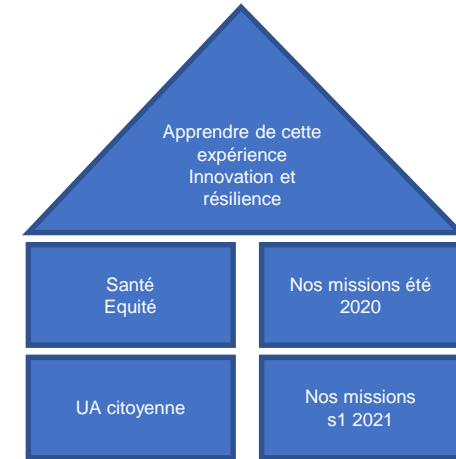 Apprendre de cette
expérience
Innovation et
résilience
Santé
Equité
Nos missions été
2020
UA citoyenne
Nos missions
s1 2021